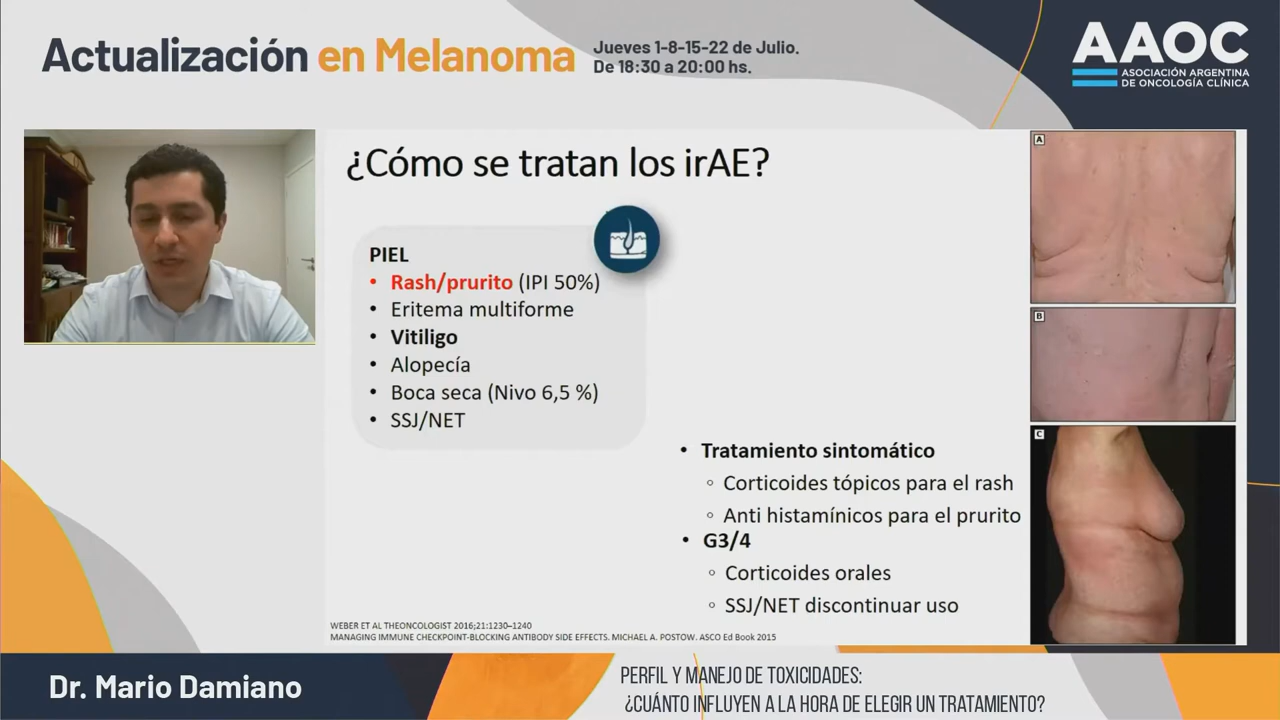 Actualización en Melanoma
Jueves 1-8-15-22 de Julio.
De 18:30 a 20:00 hs.
AAOC
ASOCIACIÓN ARGENTINA
DE ONCOLOGÍA CLÍNICA
¿Cómo se tratan los irAE?
PIEL
• Rash/prurito (IPI 50%)
• Eritema multiforme
• Vitiligo
• Alopecía
• Boca seca (Nivo 6,5 %)
• SSJ/NET
• Tratamiento sintomático
◦ Corticoides tópicos para el rash
◦ Anti histamínicos para el prurito
• G3/4
◦ Corticoides orales
◦ SSJ/NET discontinuar uso
A
B
C
WEBER ET AL THEONCOLOGIST 2016;21:1230–1240
MANAGING IMMUNE CHECKPOINT-BLOCKING ANTIBODY SIDE EFFECTS. MICHAEL A. POSTOW. ASCO Ed Book 2015
Dr. Mario Damiano
PERFIL Y MANEJO DE TOXICIDADES:
¿CUÁNTO INFLUYEN A LA HORA DE ELEGIR UN TRATAMIENTO?